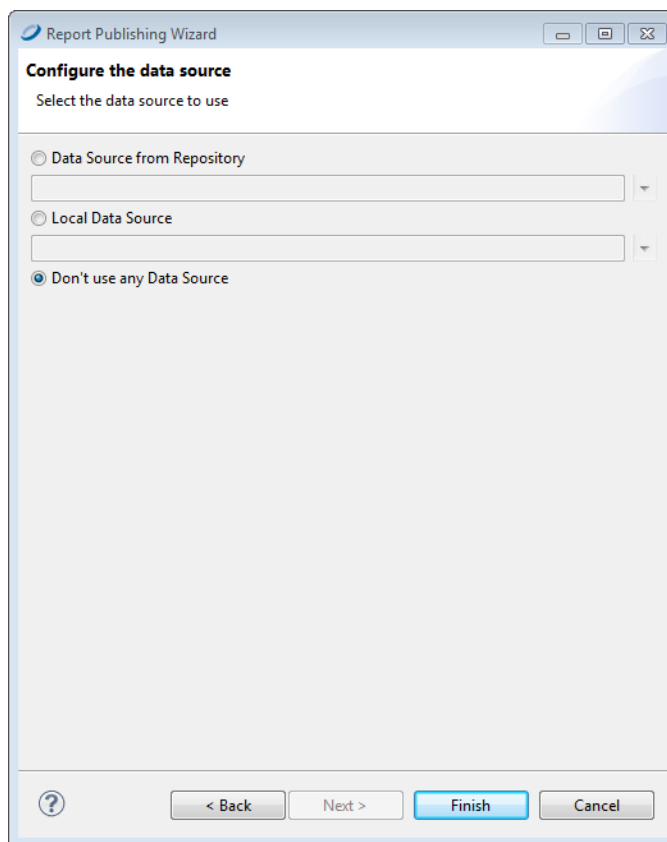 Report Publishing Wizard
Configure the data source
Select the data source to use
Data Source from Repository
Local Data Source
Don't use any Data Source
? < Back Next > Finish Cancel